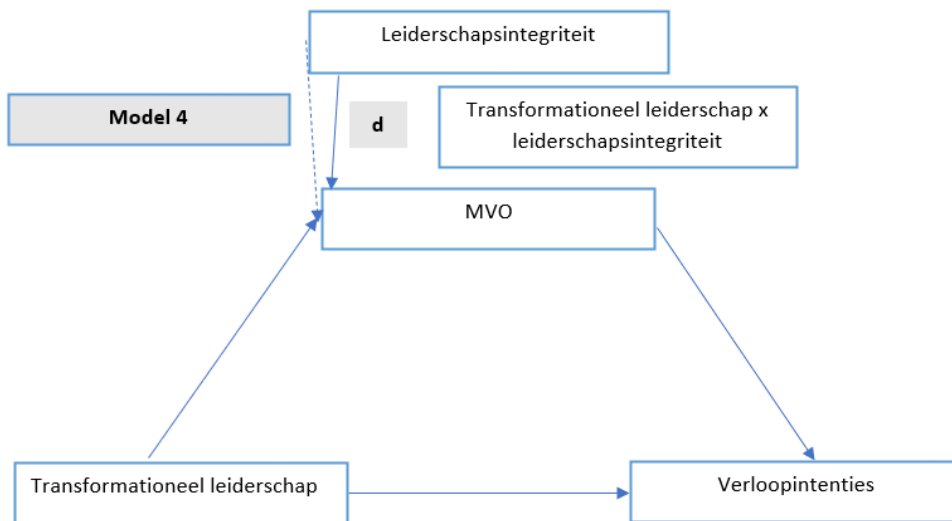 Leiderschapsintegriteit
Model 4
d
Transformationeel leiderschap x
leiderschapsintegriteit
MVO
Transformationeel leiderschap
Verloopintenties